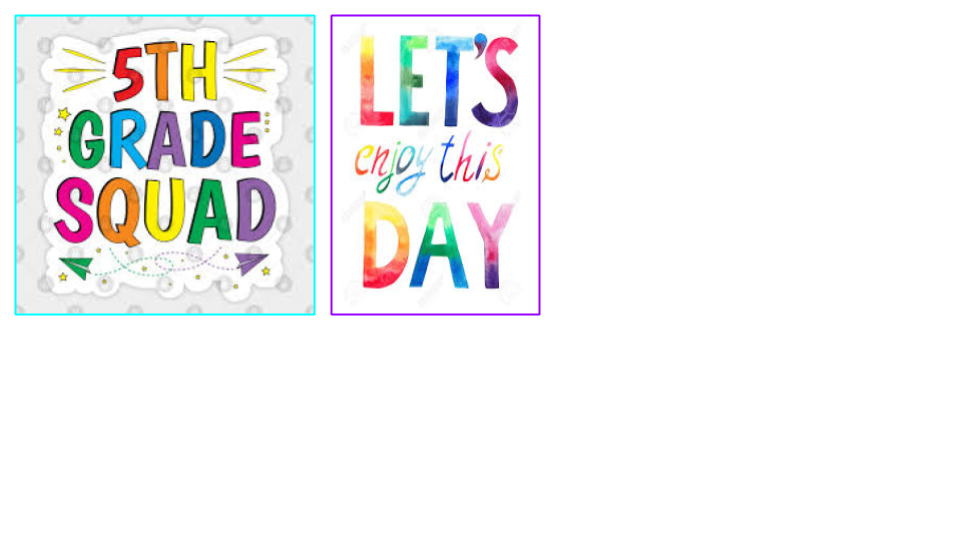 5TH
GRADE
SQUAD
LET'S
enjoy this
DAY